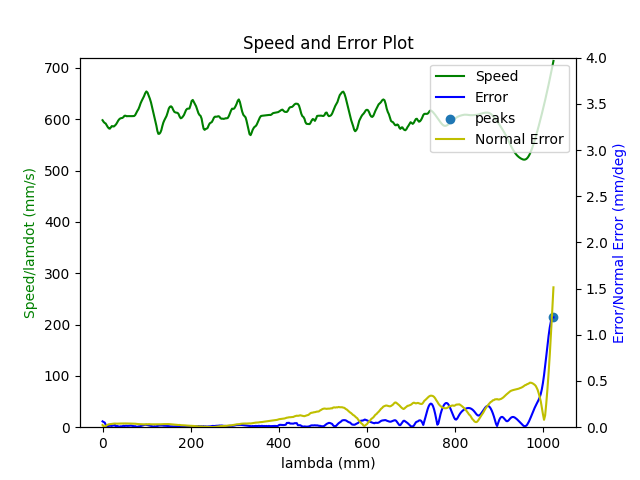 Speed and Error Plot
Speed
Error
peaks
Normal Error
Speed/lamdot (mm/s)
700
600
500
400
300
200
100
0
4.0
3.5
3.0
2.5
2.0
1.5
1.0
0.5
0.0
Error/Normal Error (mm/deg)
0 200 400 600 800 1000
lambda (mm)